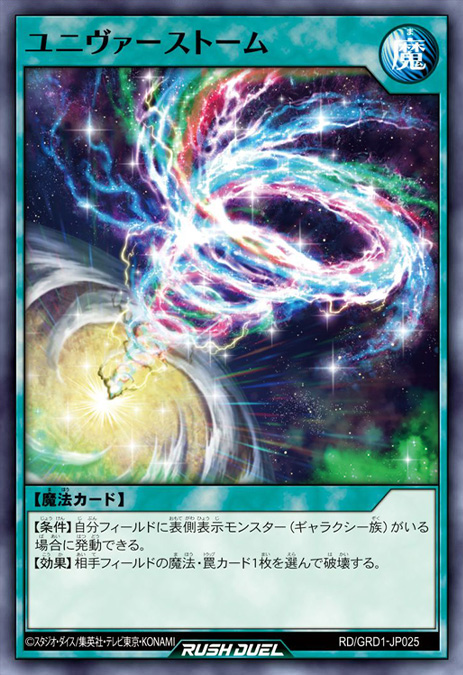 ユニヴァーストーム
魔
ま
【魔法カード】
【条件】自分フィールドに表側表示モンスター(ギャラクシー族)がいる
場合に発動できる。
【効果】相手フィールドの魔法・罠カード1枚を選んで破壊する。
©スタジオ・ダイス/集英社・テレビ東京・KONAMI
RUSH DUEL
RD/GRD1-JP025